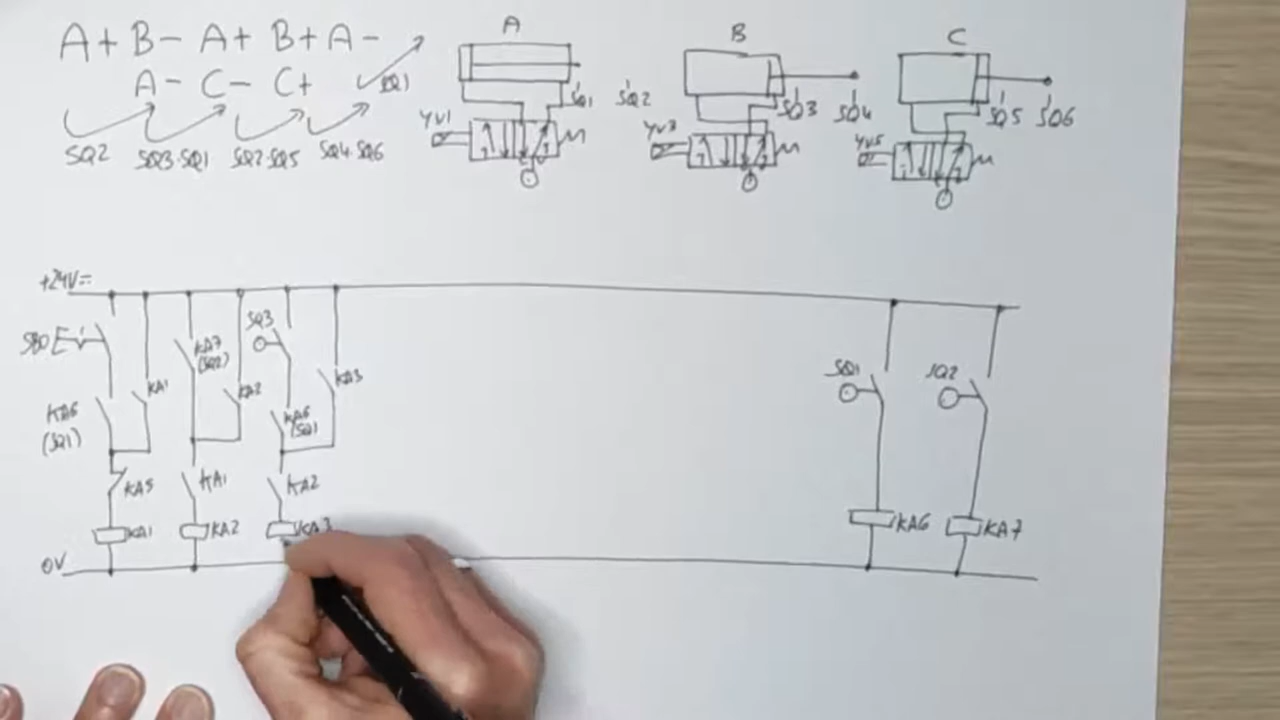 A+ B- A+ B+ A-
A- C- C+ SQ1
SQ2 SQ3·SQ1 SQ2·SQ5 SQ4·SQ6
A
B
C
SQ1 SQ2
SQ3 SQ4
SQ5 SQ6
YV1
YV3
YV5
+24V=
SB0
KA6
(SQ1)
KA1
KA7
(SQ2)
KA2
SQ3
KA6
(SQ1)
KA3
SQ1
SQ2
KA5
KA1
KA2
KA1
KA2
KA3
KA6
KA7
0V